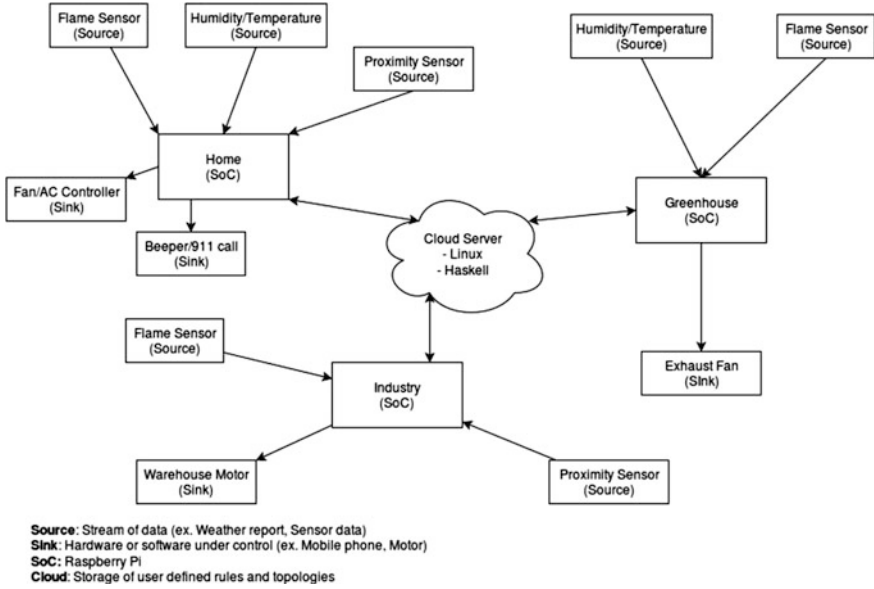 Flame Sensor
(Source)
Humidity/Temperature
(Source)
Proximity Sensor
(Source)
Humidity/Temperature
(Source)
Flame Sensor
(Source)
Home
(SoC)
Fan/AC Controller
(Sink)
Beeper/911 call
(Sink)
Cloud Server
- Linux
- Haskell
Greenhouse
(SoC)
Flame Sensor
(Source)
Industry
(SoC)
Exhaust Fan
(SInk)
Warehouse Motor
(Sink)
Proximity Sensor
(Source)
Source: Stream of data (ex. Weather report, Sensor data)
Sink: Hardware or software under control (ex. Mobile phone, Motor)
SoC: Raspberry Pi
Cloud: Storage of user defined rules and topologies